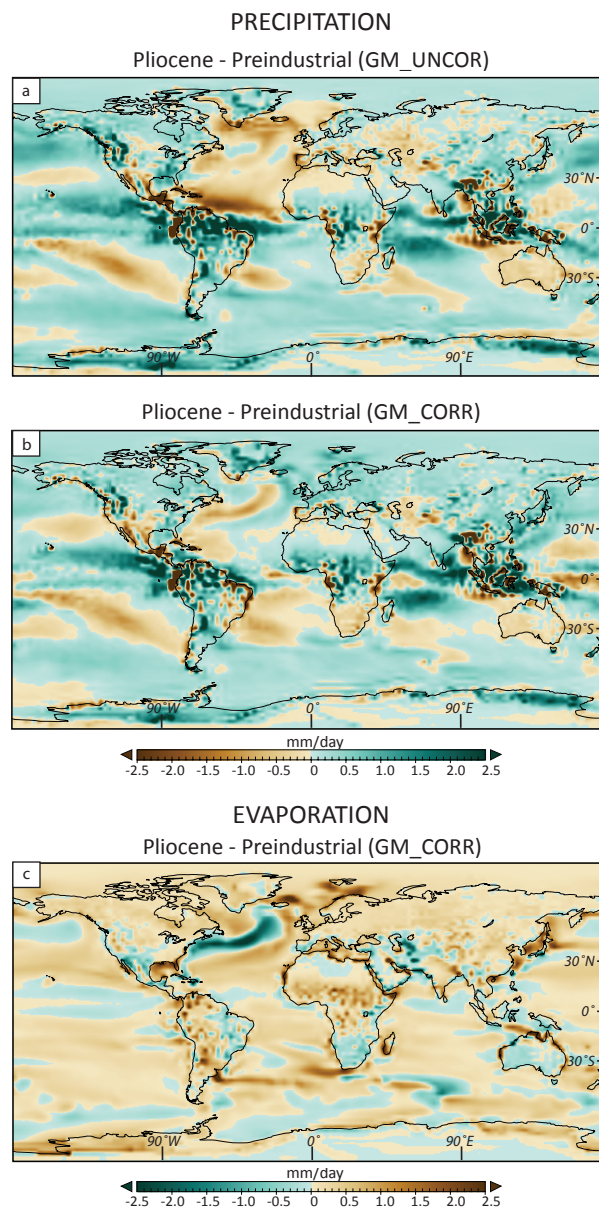 PRECIPITATION
Pliocene - Preindustrial (GM_UNCOR)
a
30°N
0°
30°S
90°W 0° 90°E
Pliocene - Preindustrial (GM_CORR)
b
30°N
0°
30°S
90°W 0° 90°E
mm/day
-2.5 -2.0 -1.5 -1.0 -0.5 0 0.5 1.0 1.5 2.0 2.5
EVAPORATION
Pliocene - Preindustrial (GM_CORR)
c
30°N
0°
30°S
90°W 0° 90°E
mm/day
-2.5 -2.0 -1.5 -1.0 -0.5 0 0.5 1.0 1.5 2.0 2.5